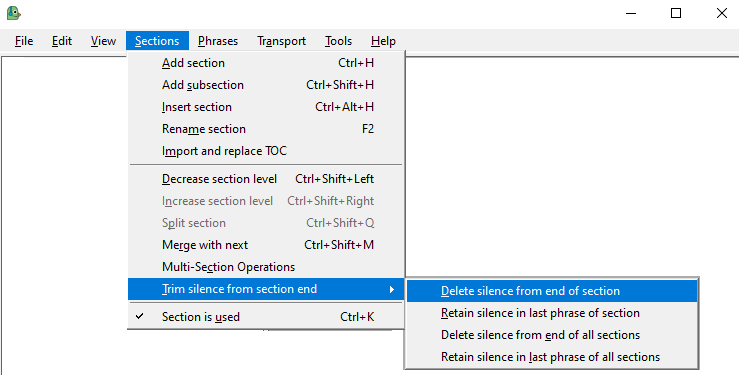 File Edit View Sections Phrases Transport Tools Help
Add section Ctrl+H
Add subsection Ctrl+Shift+H
Insert section Ctrl+Alt+H
Rename section F2
Import and replace TOC
Decrease section level Ctrl+Shift+Left
Increase section level Ctrl+Shift+Right
Split section Ctrl+Shift+Q
Merge with next Ctrl+Shift+M
Multi-Section Operations
Trim silence from section end
Section is used Ctrl+K
Delete silence from end of section
Retain silence in last phrase of section
Delete silence from end of all sections
Retain silence in last phrase of all sections